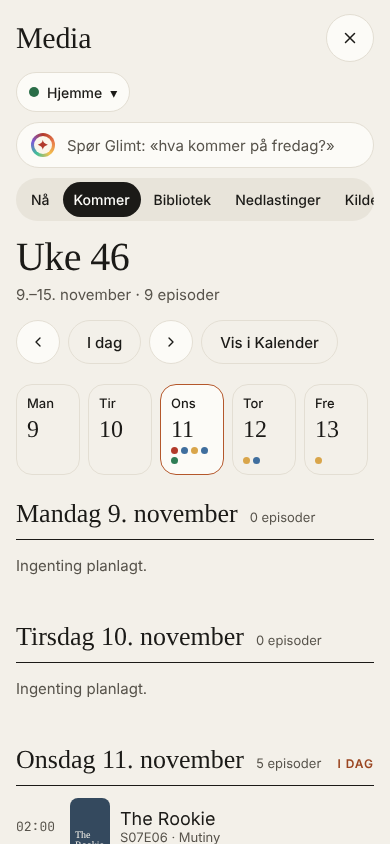 Media
Hjemme
Spør Glimt: «hva kommer på fredag?»
Nå Kommer Bibliotek Nedlastinger Kilde
Uke 46
9.–15. november · 9 episoder
I dag Vis i Kalender
Man Tir Ons Tor Fre
9 10 11 12 13
Mandag 9. november 0 episoder
Ingenting planlagt.
Tirsdag 10. november 0 episoder
Ingenting planlagt.
Onsdag 11. november 5 episoder I DAG
The Rookie
02:00
The
Rookie
S07E06 · Mutiny